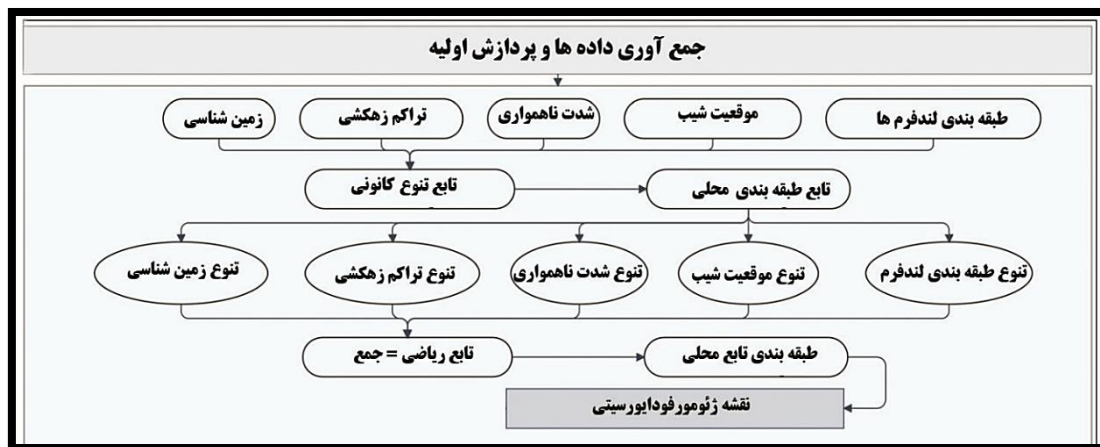 جمع آوری داده ها و پردازش اولیه
طبقه بندی لندفرم ها
موقعیت شیب
شدت ناهمواری
تراکم زهکشی
زمین شناسی
تابع تنوع کانونی
تابع طبقه بندی محلی
تنوع طبقه بندی لندفرم
تنوع موقعیت شیب
تنوع شدت ناهمواری
تنوع تراکم زهکشی
تنوع زمین شناسی
تابع ریاضی = جمع
طبقه بندی تابع محلی
نقشه ژئومورفودایورسیتی